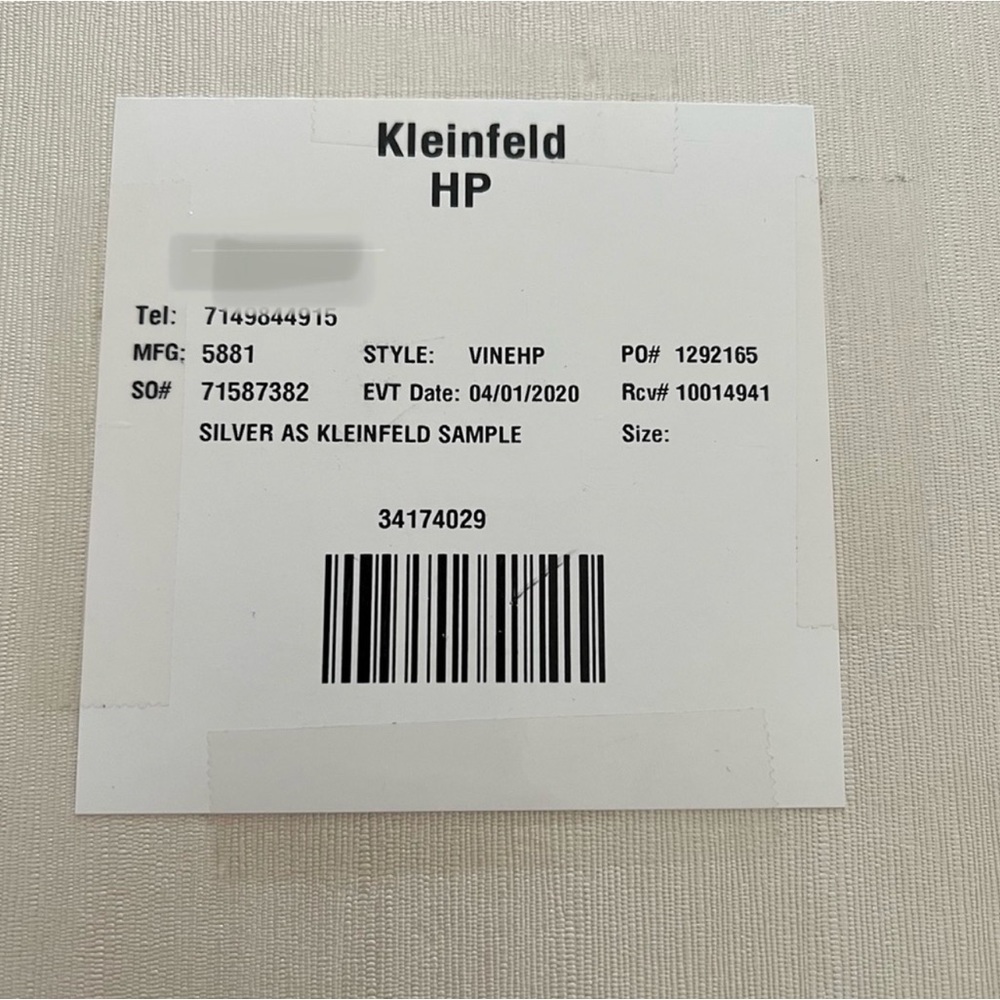 Kleinfeld
HP
Tel: 7149844915
MFG: 5881 STYLE: VINEHP PO# 1292165
SO# 71587382 EVT Date: 04/01/2020 Rcv# 10014941
SILVER AS KLEINFELD SAMPLE Size:
34174029